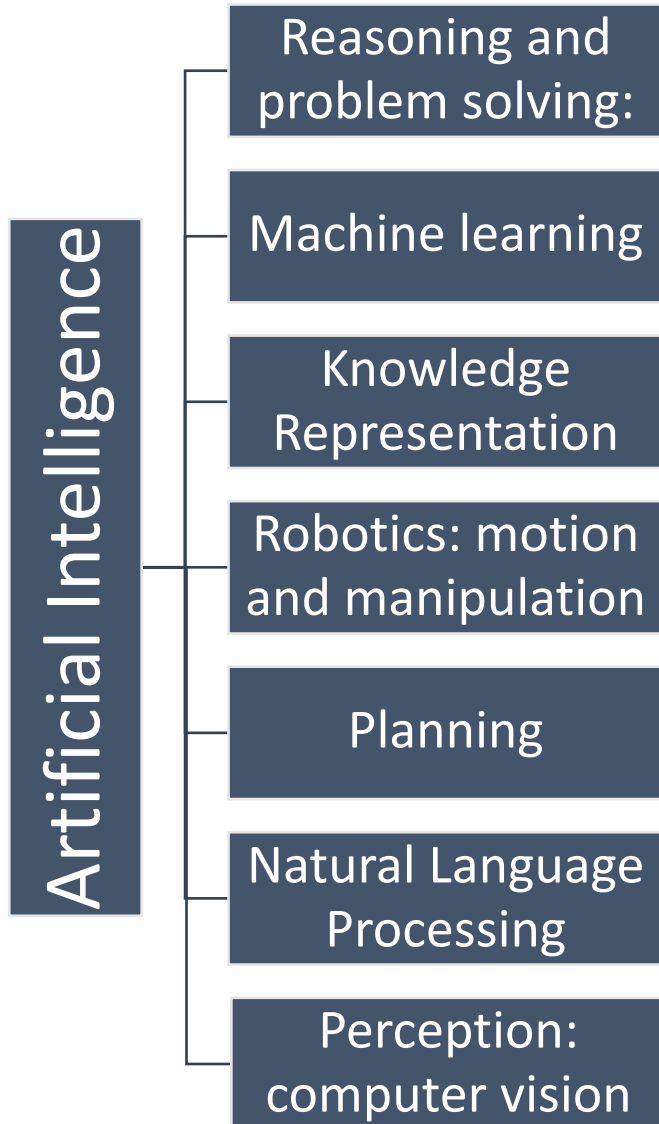 Artificial Intelligence
Reasoning and
problem solving:
Machine learning
Knowledge
Representation
Robotics: motion
and manipulation
Planning
Natural Language
Processing
Perception:
computer vision